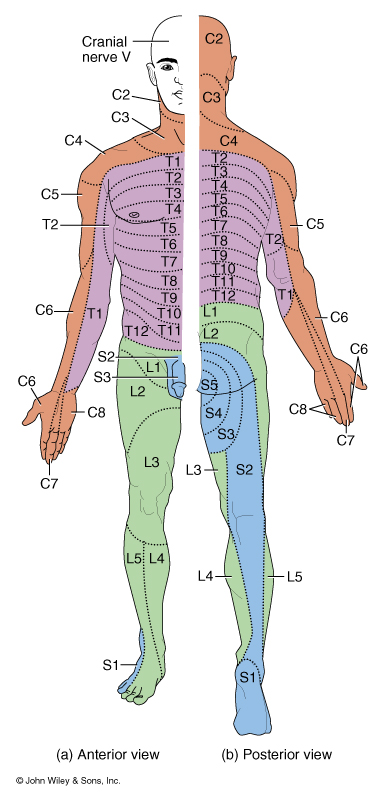 Cranial
nerve V
C2
C3
C4
C5
T2
C6
T1
C6
C8
C7
T1
T2
T3
T4
T5
T6
T7
T8
T9
T10
T12 T11
S2
S3
L1
L2
L3
L5 L4
S1
C2
C3
C4
T2
T3
T4
T5
T6
T7
T8
T9
T10
T11
T12
L1
L2
C5
T2
T1
C6
C6
C8
C7
S5
S4
S3
L3
S2
L4
L5
S1
(a) Anterior view
(b) Posterior view
© John Wiley & Sons, Inc.